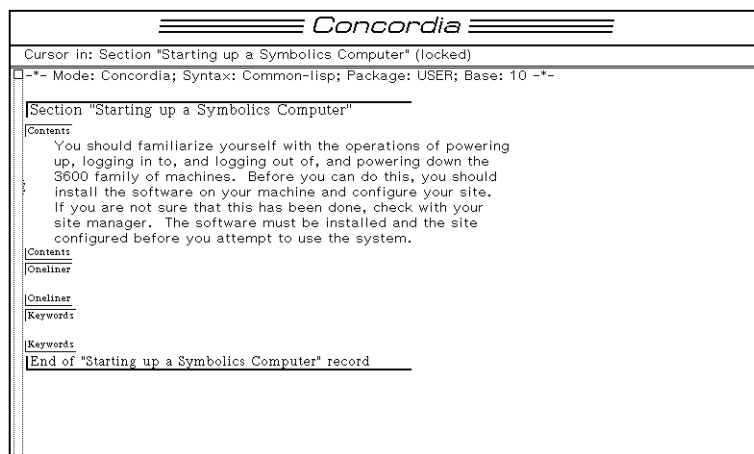 Concordia
Cursor in: Section "Starting up a Symbolics Computer" (locked)
-*- Mode: Concordia; Syntax: Common-lisp; Package: USER; Base: 10 -*-
Section "Starting up a Symbolics Computer"
Contents
You should familiarize yourself with the operations of powering
up, logging in to, and logging out of, and powering down the
3600 family of machines.  Before you can do this, you should
install the software on your machine and configure your site.
If you are not sure that this has been done, check with your
site manager.  The software must be installed and the site
configured before you attempt to use the system.
Contents
Oneliner
Oneliner
Keywords
Keywords
End of "Starting up a Symbolics Computer" record